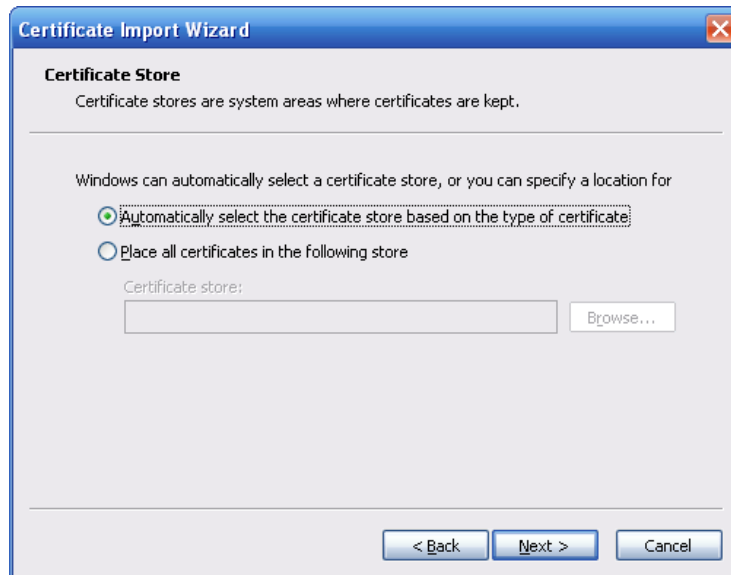 Certificate Import Wizard
Certificate Store
Certificate stores are system areas where certificates are kept.
Windows can automatically select a certificate store, or you can specify a location for
Automatically select the certificate store based on the type of certificate
Place all certificates in the following store
Certificate store:
Browse...
< Back Next > Cancel